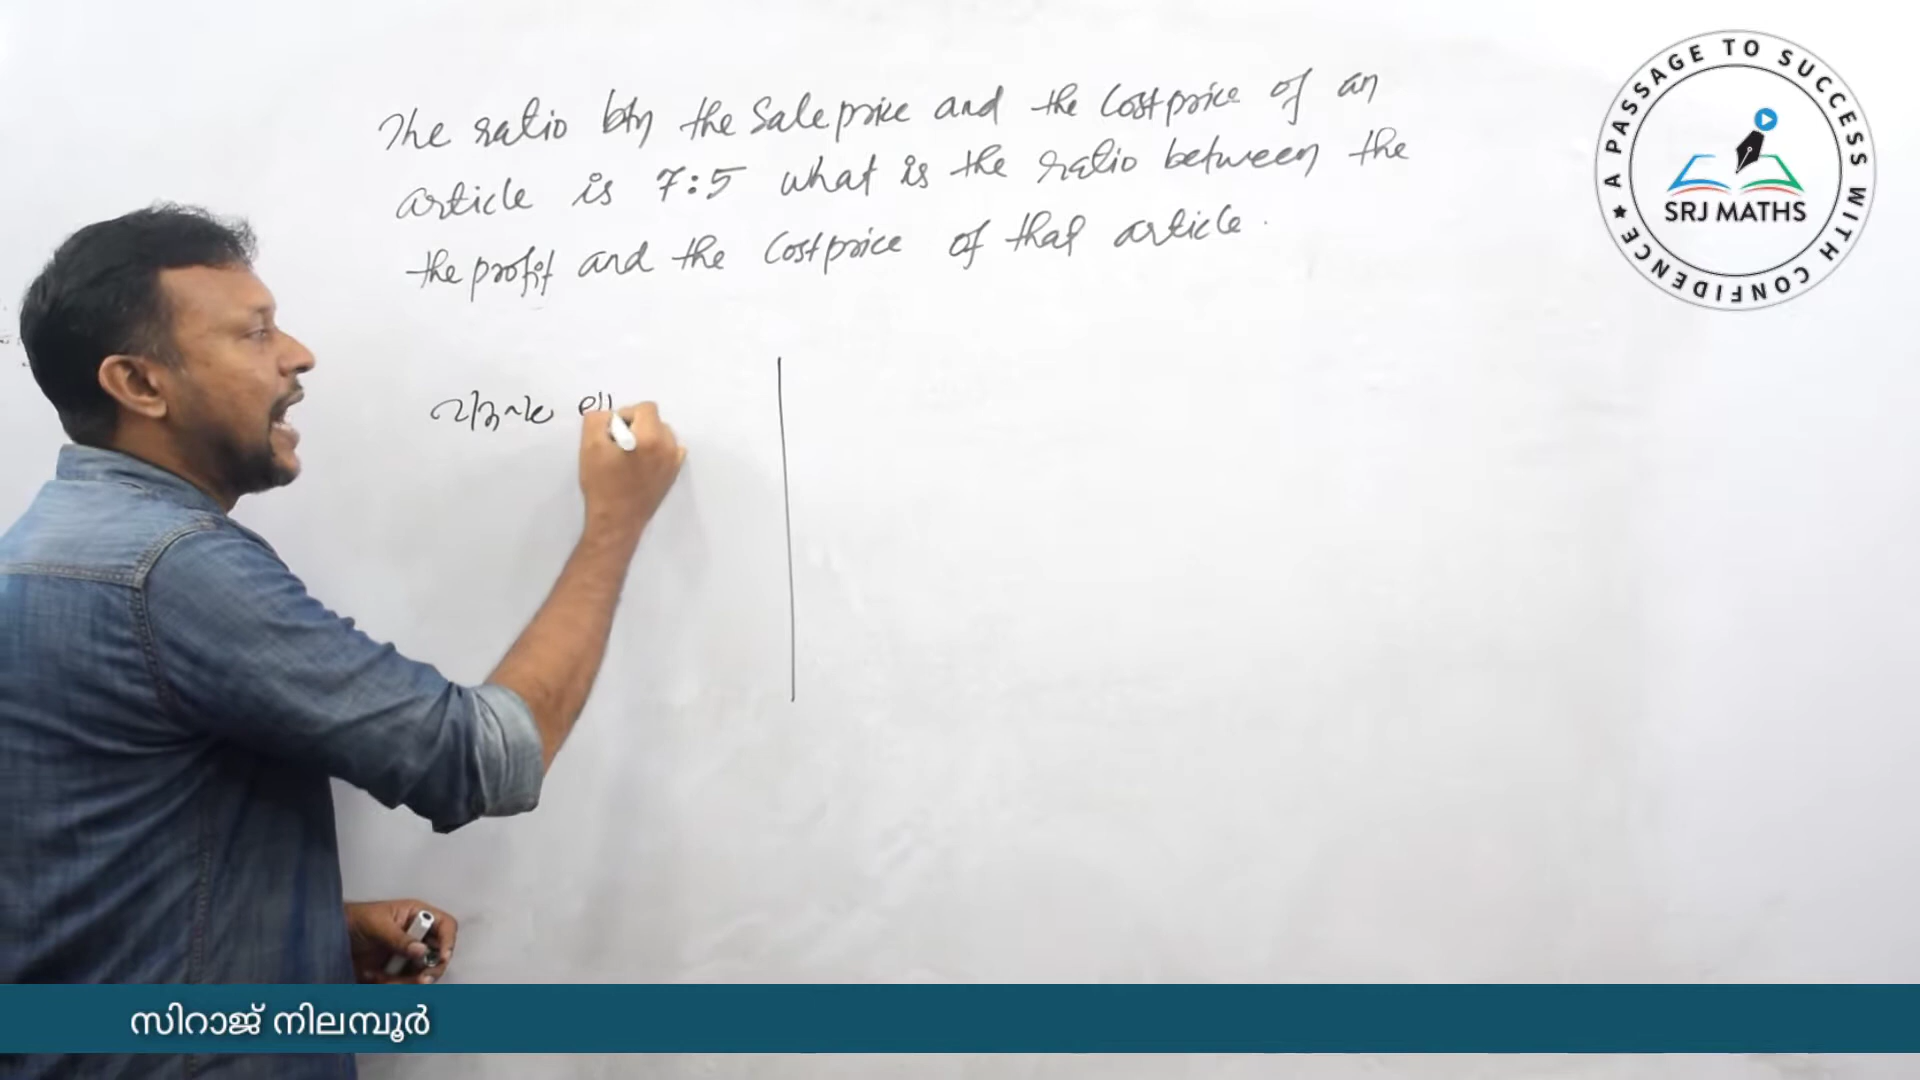 The ratio btn the Sale price and the Cost price of an
article is 7:5 what is the ratio between the
the profit and the Cost price of that article.
A PASSAGE TO SUCCESS WITH CONFIDENCE
SRJ MATHS
സിറാജ് നിലമ്പൂർ